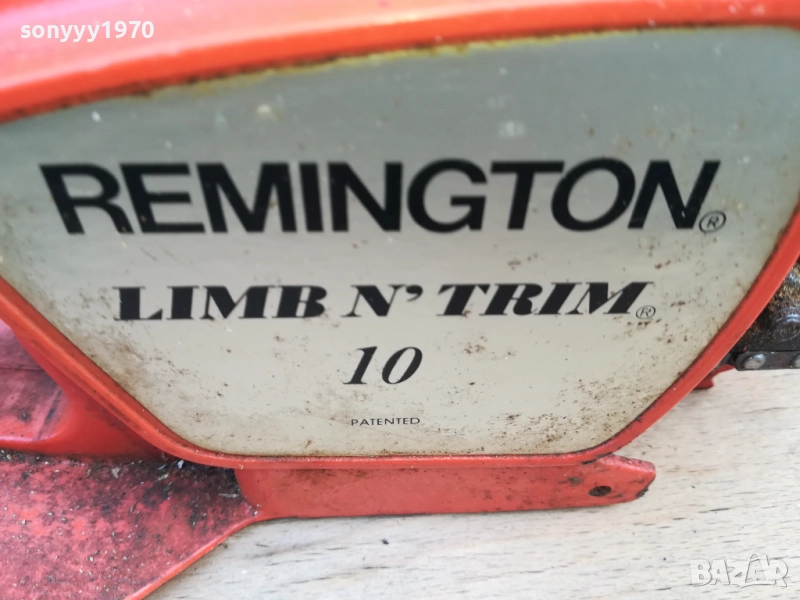 sonyyy1970
REMINGTON®
LIMB N' TRIM®
10
PATENTED
BAZAR